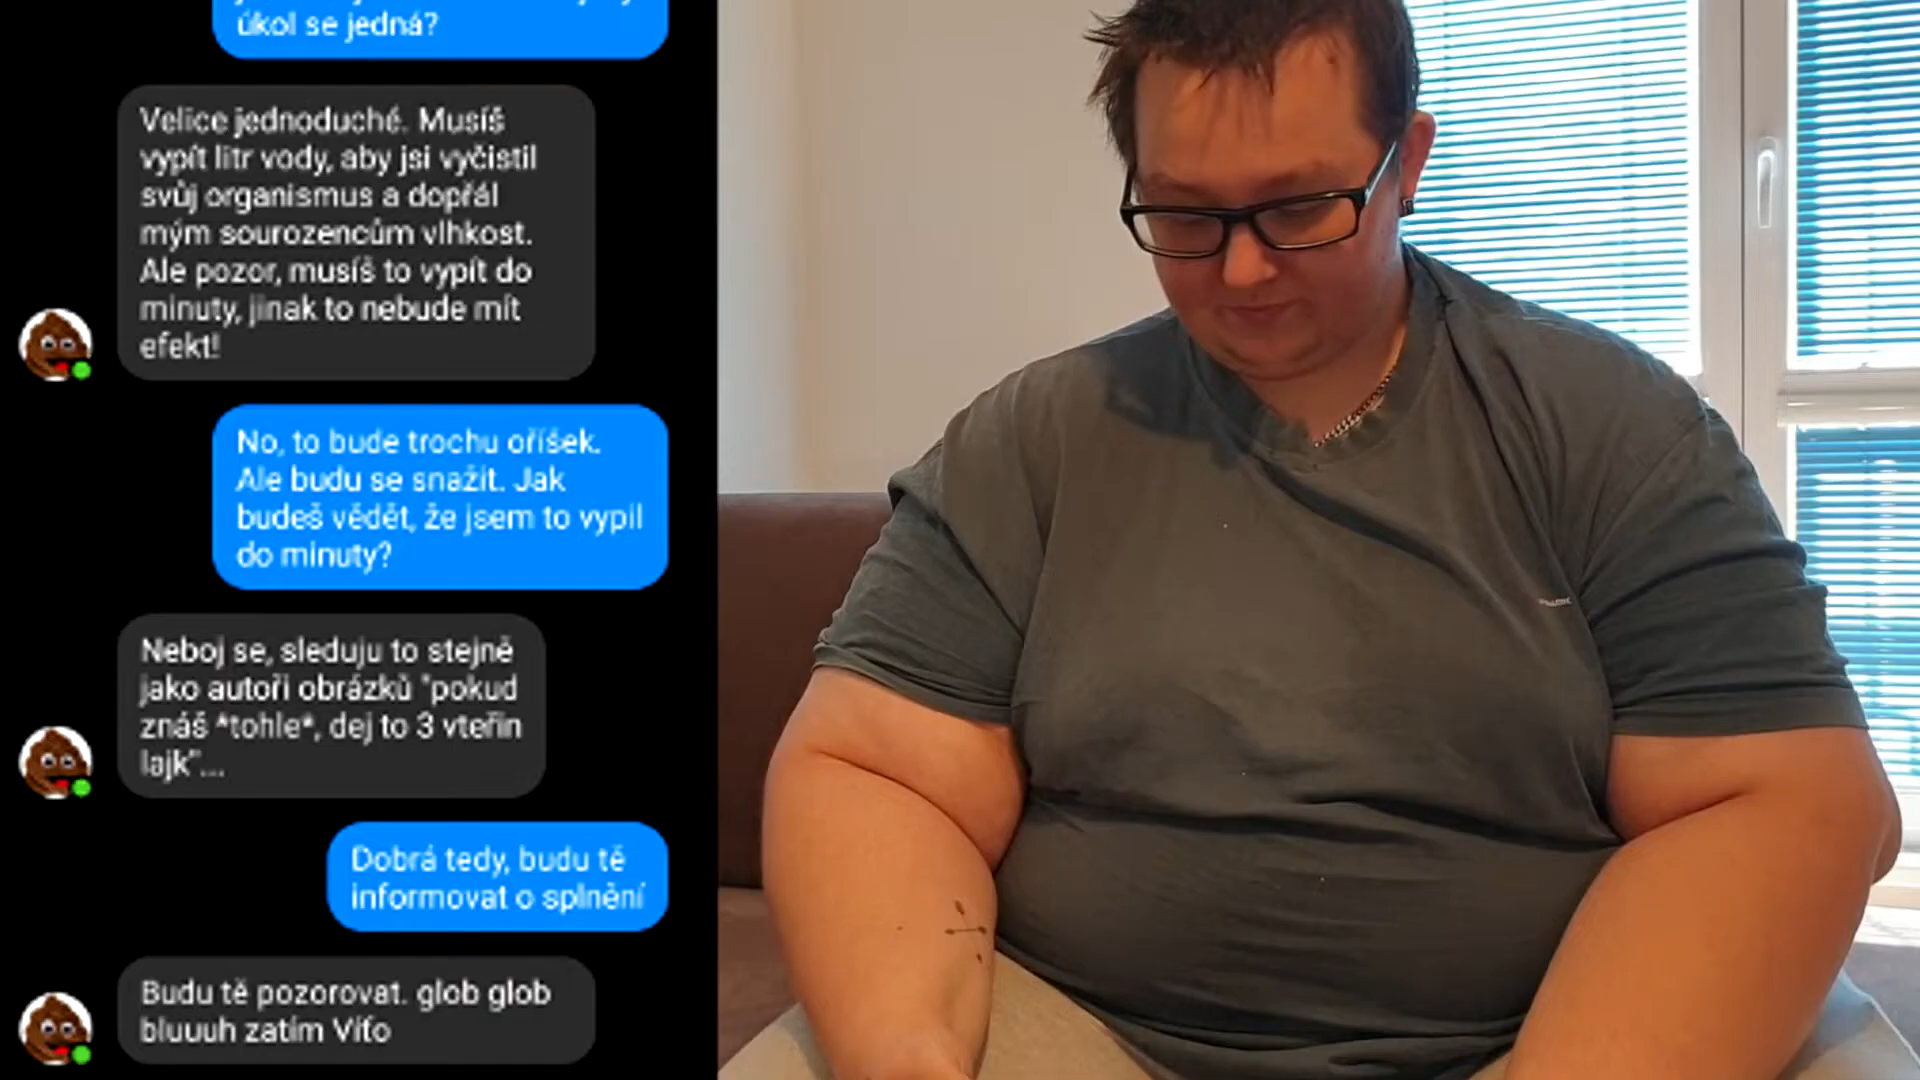 úkol se jedná?
Velice jednoduché. Musíš
vypít litr vody, aby jsi vyčistil
svůj organismus a dopřál
mým sourozencům vlhkost.
Ale pozor, musíš to vypít do
minuty, jinak to nebude mít
efekt!
No, to bude trochu oříšek.
Ale budu se snažit. Jak
budeš vědět, že jsem to vypil
do minuty?
Neboj se, sleduju to stejně
jako autoři obrázků "pokud
znáš *tohle*, dej to 3 vteřin
lajk"...
Dobrá tedy, budu tě
informovat o splnění
Budu tě pozorovat. glob glob
bluuuh zatím Víťo